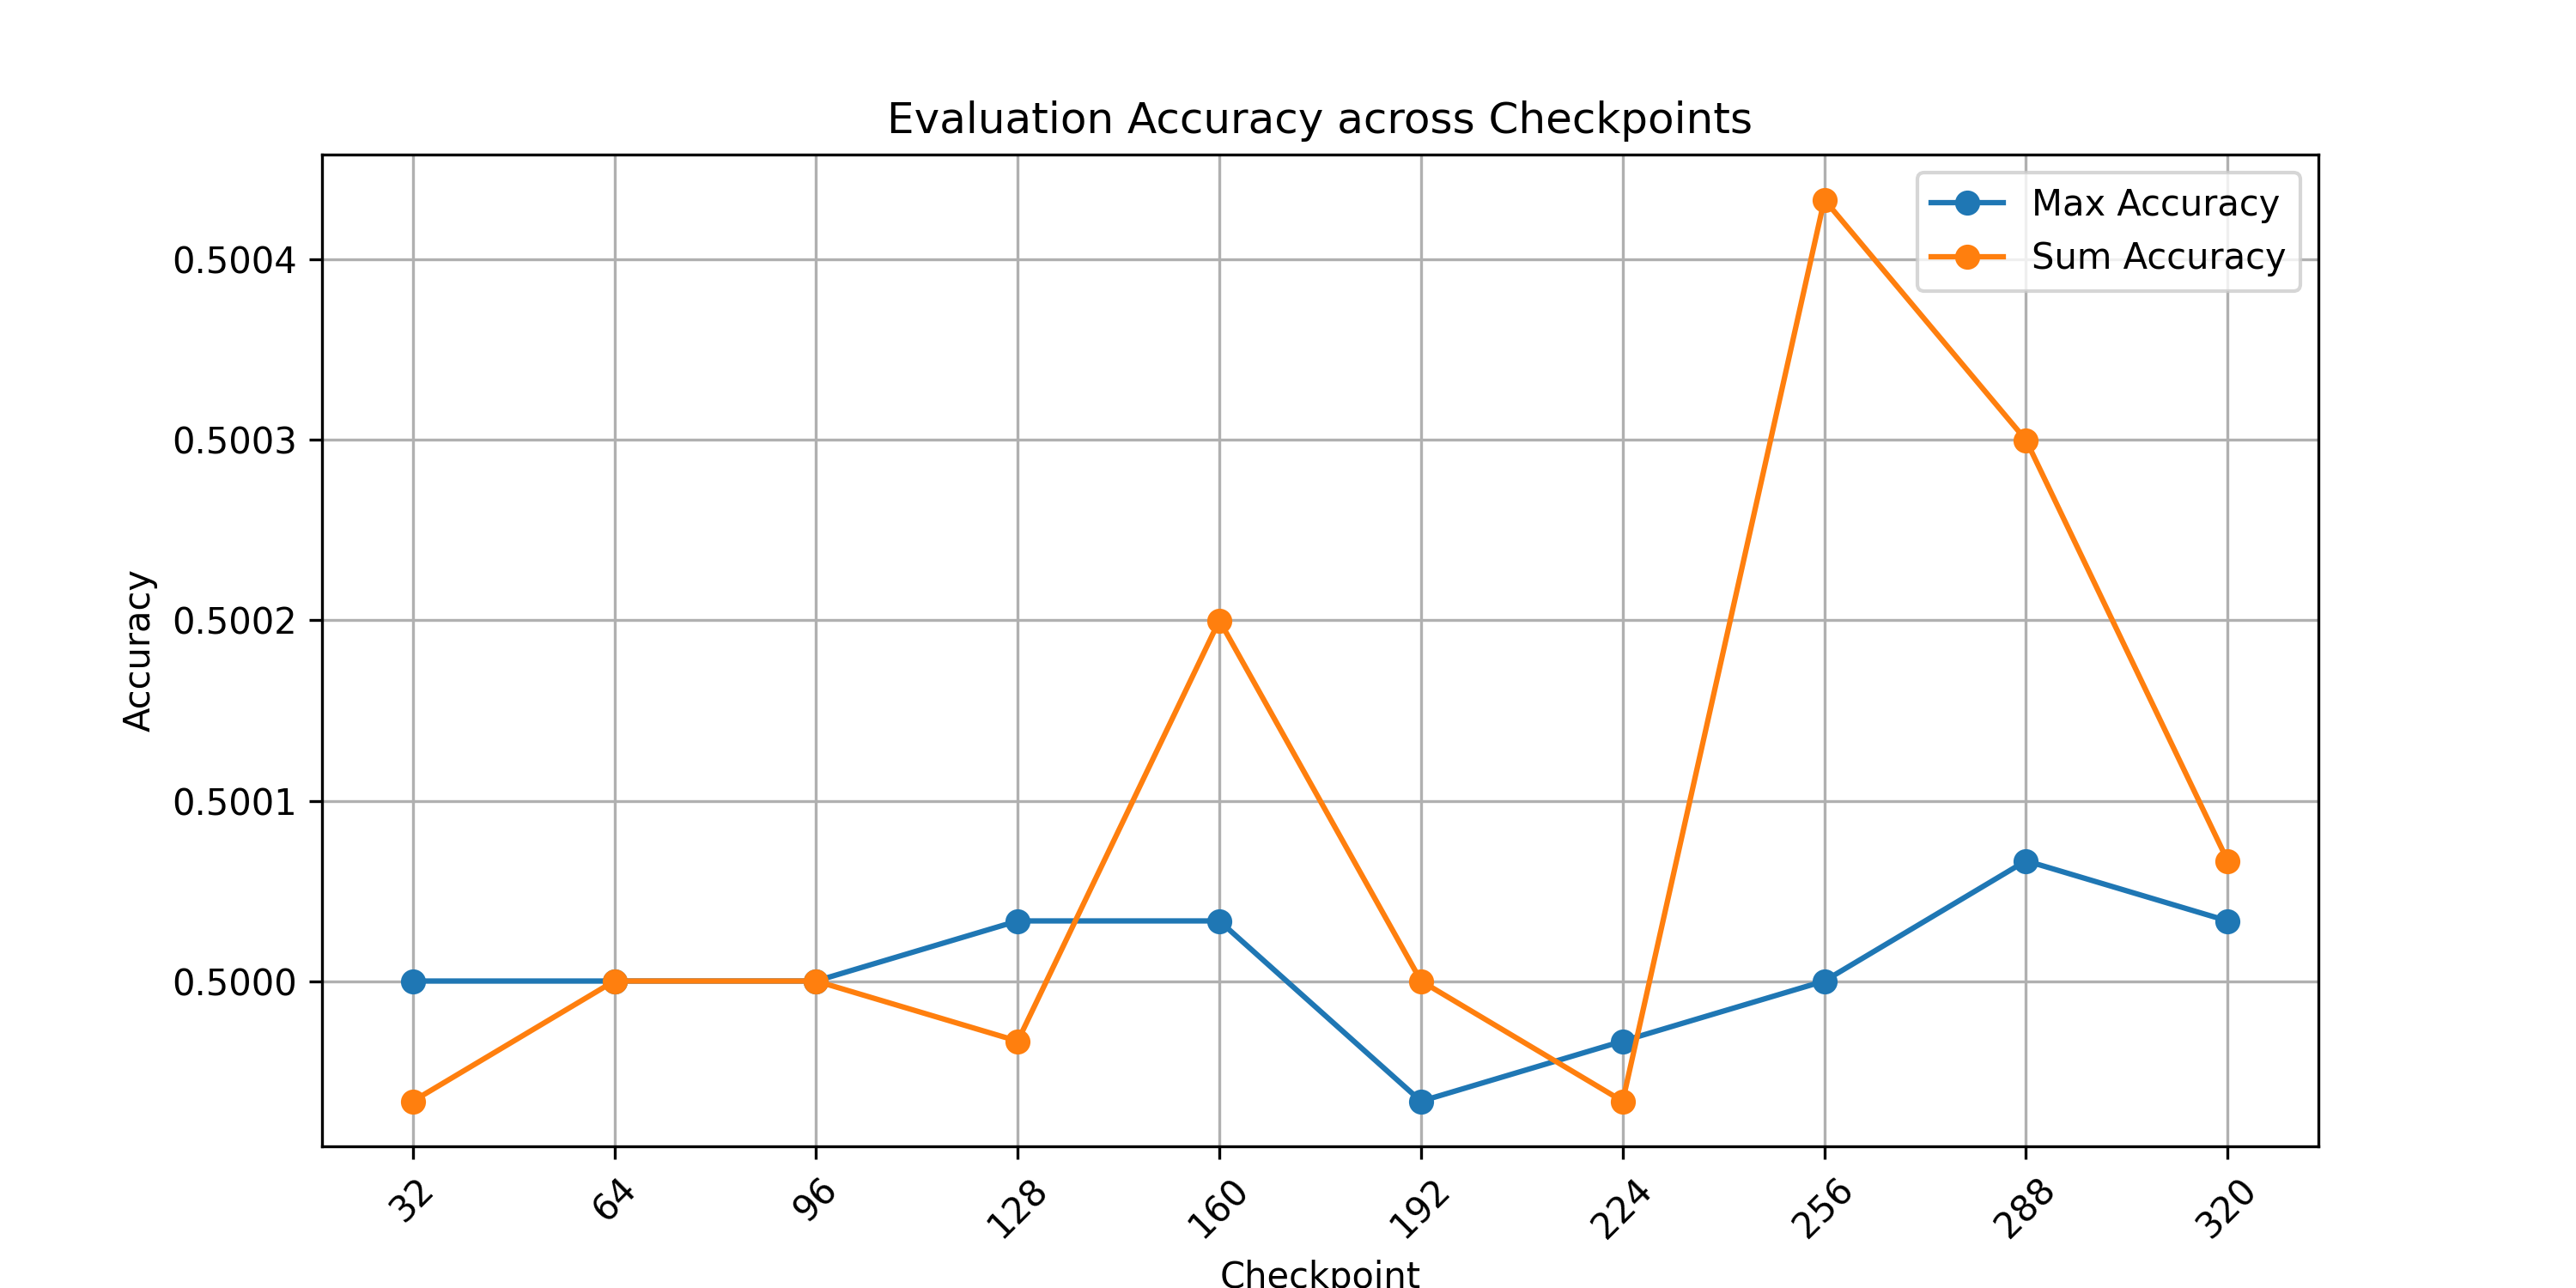 Evaluation Accuracy across Checkpoints
Max Accuracy
Sum Accuracy
Accuracy
0.5004
0.5003
0.5002
0.5001
0.5000
32 64 96 128 160 192 224 256 288 320
Checkpoint